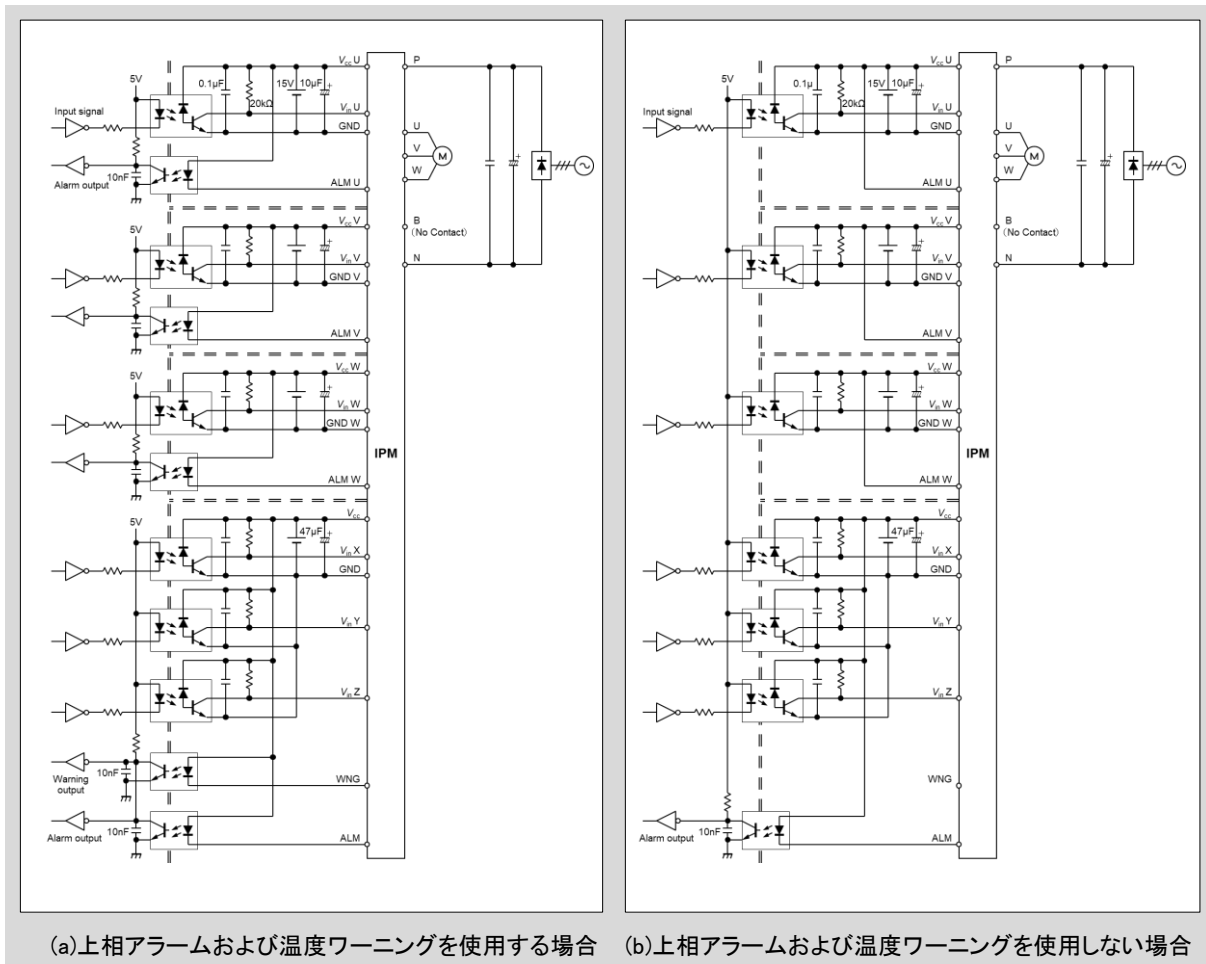 5V
0.1μF
20kΩ
15V
10μF
Vcc U
Vin U
GND
Input signal
Alarm output
10nF
ALM U
5V
Vcc V
Vin V
GND V
ALM V
5V
Vcc W
Vin W
GND W
ALM W
5V
47μF
Vcc
Vin X
GND
Vin Y
Vin Z
Warning output
10nF
WNG
Alarm output
10nF
ALM
IPM
P
U
V
W
M
B
(No Contact)
N
(a)上相アラームおよび温度ワーニングを使用する場合
5V
0.1μ
20kΩ
15V
10μF
Vcc U
Vin U
GND
Input signal
ALM U
Vcc V
Vin V
GND V
ALM V
Vcc W
Vin W
GND W
ALM W
47μF
Vcc
Vin X
GND
Vin Y
Vin Z
WNG
Alarm output
10nF
ALM
IPM
P
U
V
W
M
B
(No Contact)
N
(b)上相アラームおよび温度ワーニングを使用しない場合